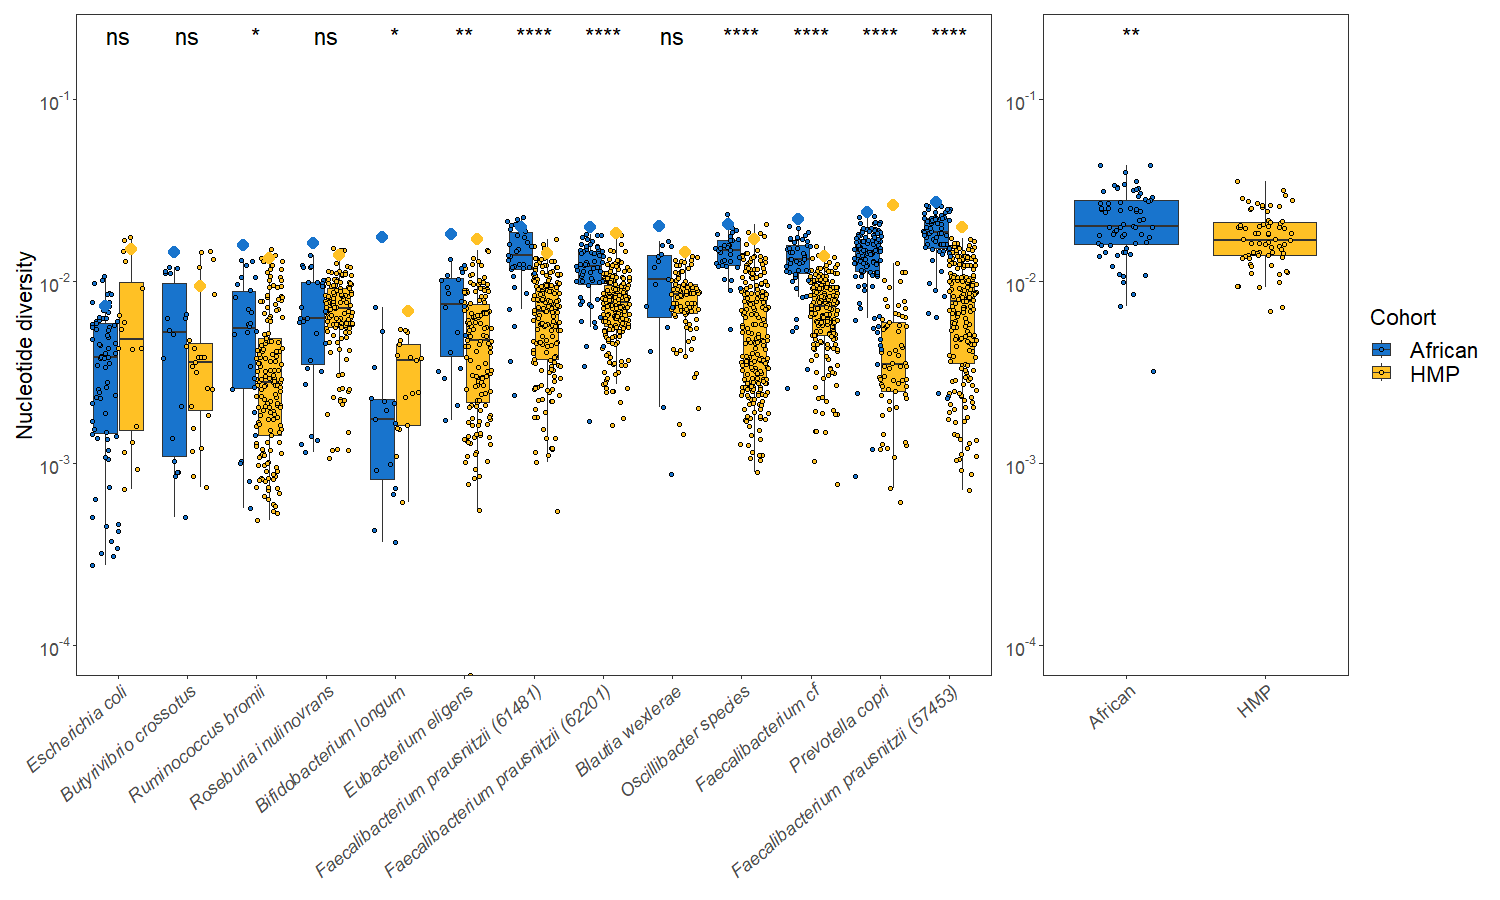 ns ns * ns * ** **** **** ns **** **** **** **** **
10-1 10-1
10-2 10-2
10-3 10-3
10-4 10-4
Nucleotide diversity
Escherichia coli
Butyrivibrio crossotus
Ruminococcus bromii
Roseburia inulinovrans
Bifidobacterium longum
Eubacterium eligens
Faecalibacterium prausnitzii (61481)
Faecalibacterium prausnitzii (62201)
Blautia wexlerae
Oscillibacter species
Faecalibacterium cf
Prevotella copri
Faecalibacterium prausnitzii (57453)
African
HMP
Cohort
African
HMP